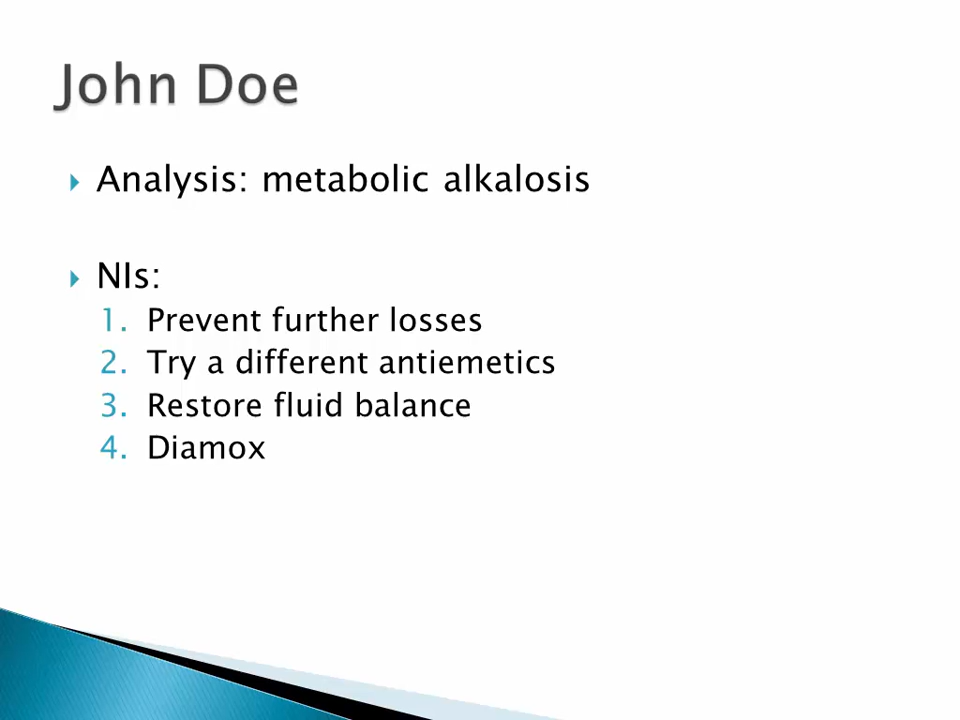 John Doe
Analysis: metabolic alkalosis
NIs:
1. Prevent further losses
2. Try a different antiemetics
3. Restore fluid balance
4. Diamox